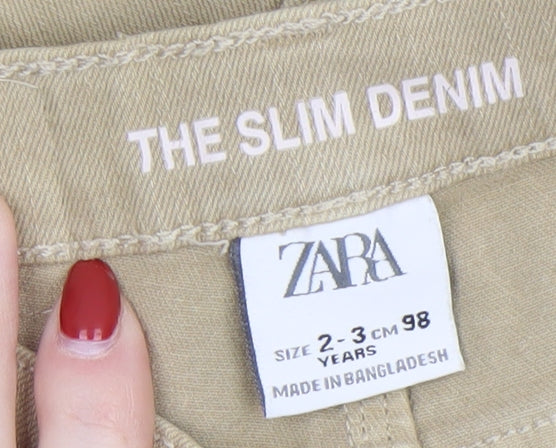 THE SLIM DENIM
ZARA
SIZE 2-3 CM 98
YEARS
MADE IN BANGLADESH